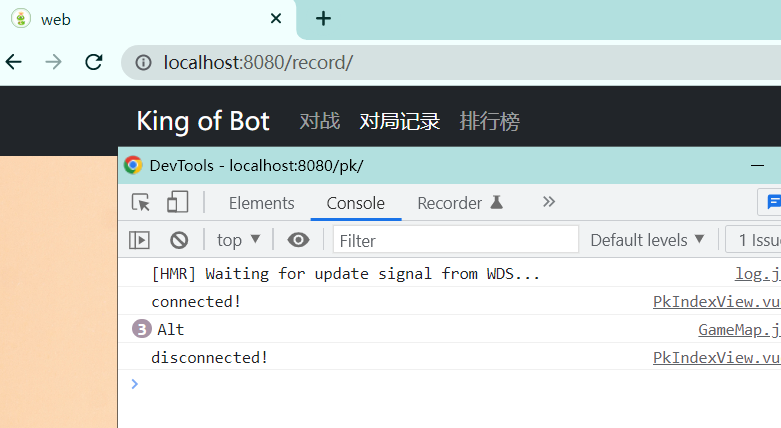 web
localhost:8080/record/
King of Bot 对战 对局记录 排行榜
DevTools - localhost:8080/pk/
Elements Console Recorder
top Filter Default levels 1 Issu
[HMR] Waiting for update signal from WDS... log.j
connected! PkIndexView.vu
3 Alt GameMap.j
disconnected! PkIndexView.vu